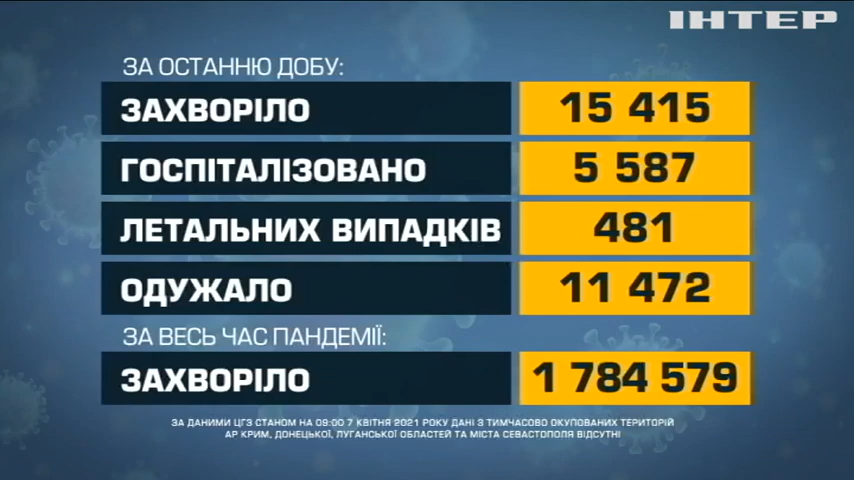 ІНТЕР
ЗА ОСТАННЮ ДОБУ:
ЗАХВОРІЛО 15 415
ГОСПІТАЛІЗОВАНО 5 587
ЛЕТАЛЬНИХ ВИПАДКІВ 481
ОДУЖАЛО 11 472
ЗА ВЕСЬ ЧАС ПАНДЕМІЇ:
ЗАХВОРІЛО 1 784 579
ЗА ДАНИМИ ЦГЗ СТАНОМ НА 09:00 7 КВІТНЯ 2021 РОКУ ДАНІ З ТИМЧАСОВО ОКУПОВАНИХ ТЕРИТОРІЙ
АР КРИМ, ДОНЕЦЬКОЇ, ЛУГАНСЬКОЇ ОБЛАСТЕЙ ТА МІСТА СЕВАСТОПОЛЯ ВІДСУТНІ